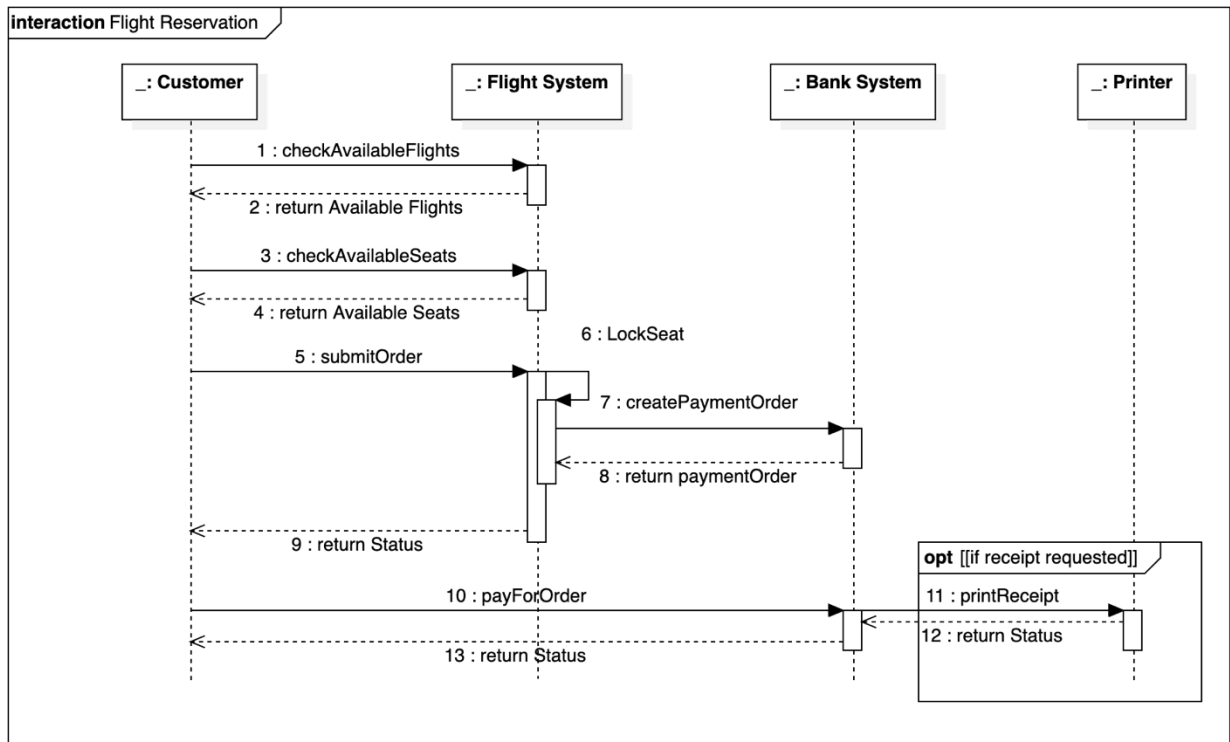 interaction Flight Reservation
_: Customer
_: Flight System
_: Bank System
_: Printer
1 : checkAvailableFlights
2 : return Available Flights
3 : checkAvailableSeats
4 : return Available Seats
6 : LockSeat
5 : submitOrder
7 : createPaymentOrder
8 : return paymentOrder
9 : return Status
opt [[if receipt requested]]
10 : payForOrder
11 : printReceipt
12 : return Status
13 : return Status